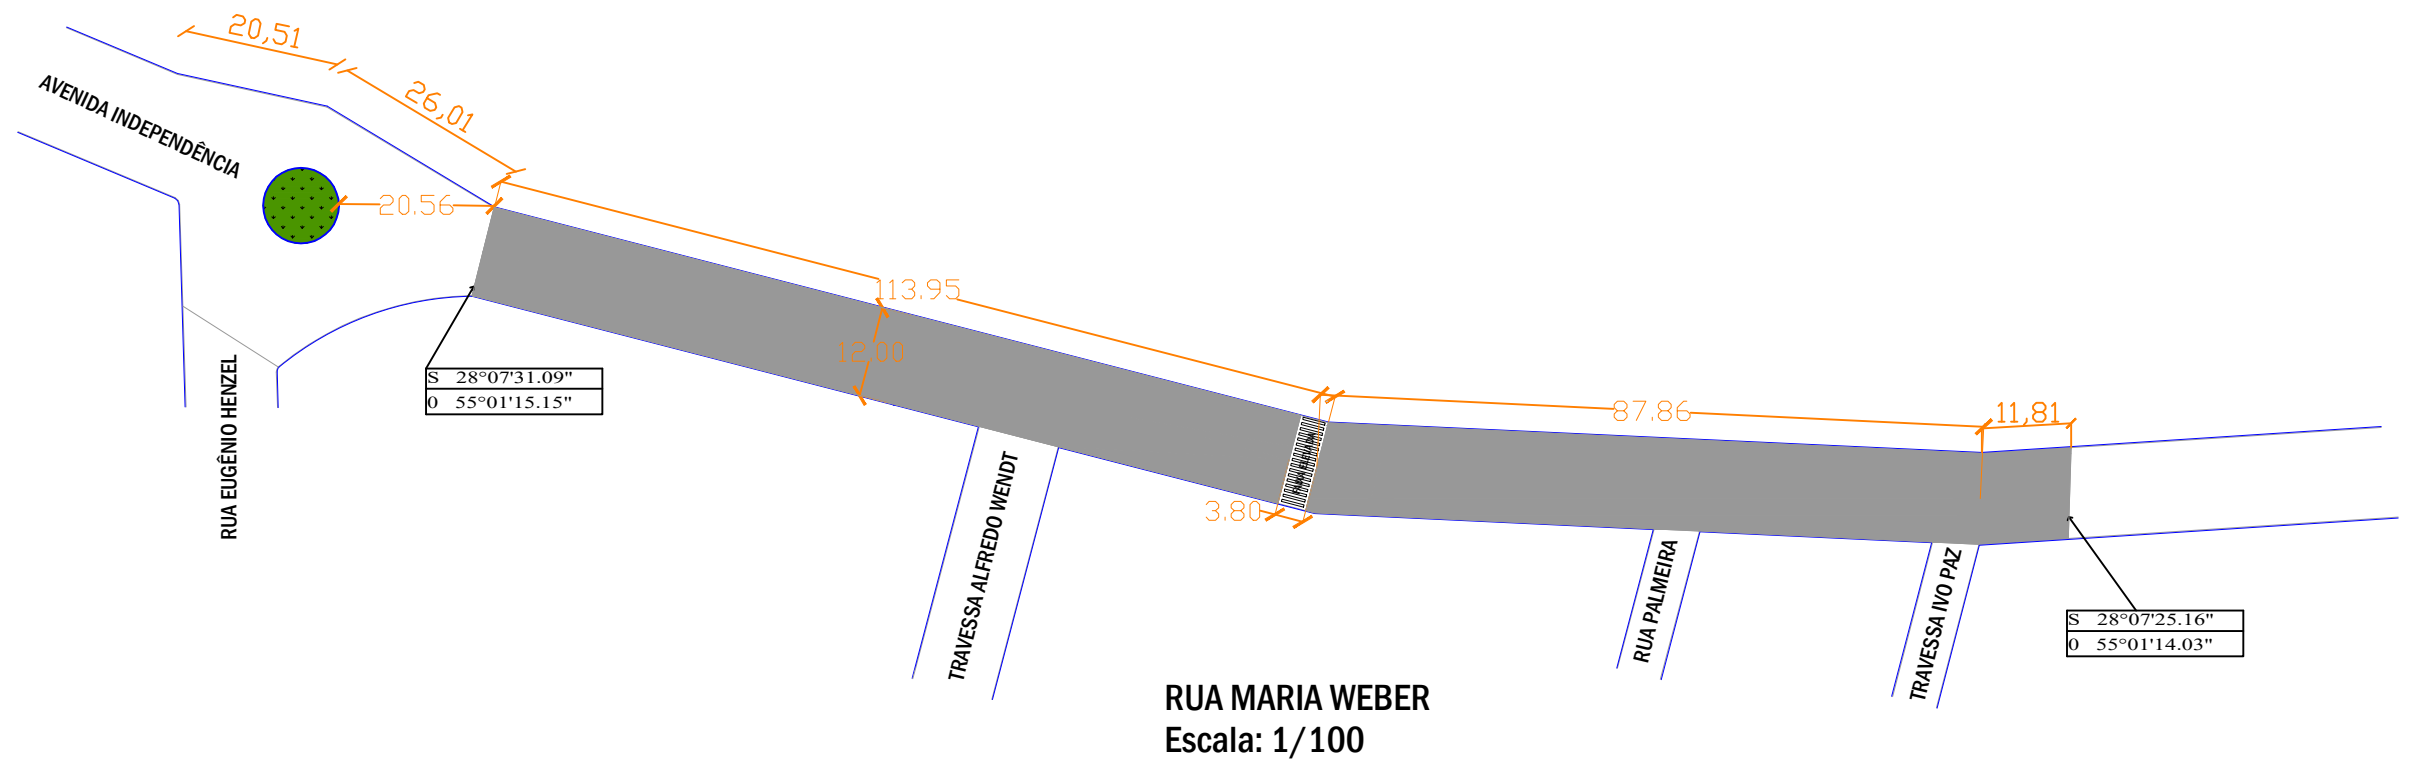 20,51
26,01
AVENIDA INDEPENDÊNCIA
20.56
113.95
12,00
S 28°07'31.09"
0 55°01'15.15"
RUA EUGÊNIO HENZEL
87.86
11,81
3.80
TRAVESSA ALFREDO WENDT
RUA PALMEIRA
TRAVESSA IVO PAZ
S 28°07'25.16"
0 55°01'14.03"
RUA MARIA WEBER
Escala: 1/100